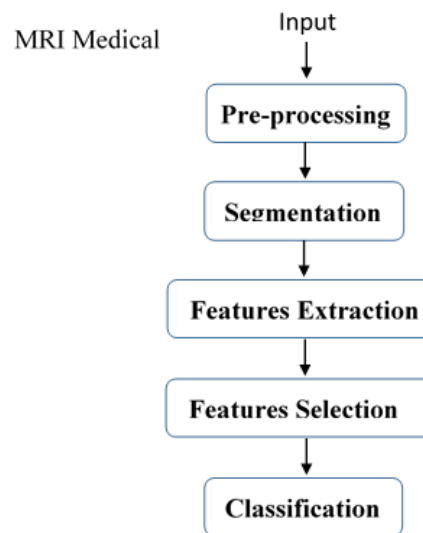 Input
MRI Medical
Pre-processing
Segmentation
Features Extraction
Features Selection
Classification